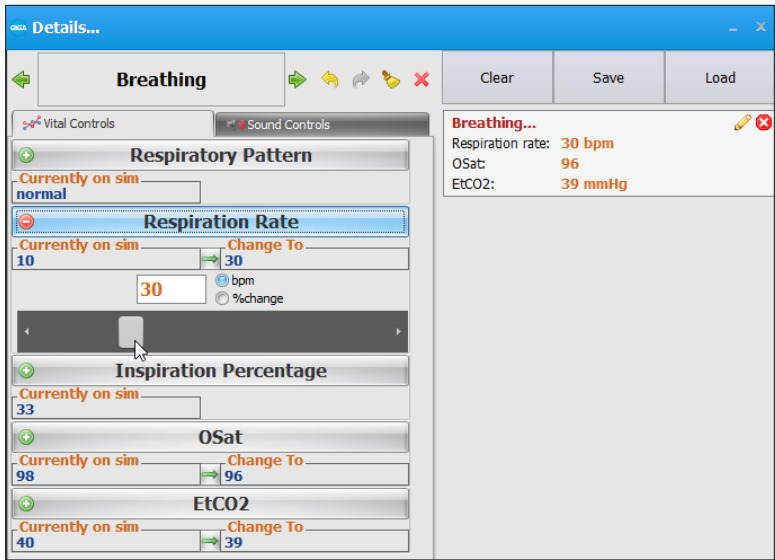 GIGA Details...
Breathing
Clear
Save
Load
Vital Controls
Sound Controls
Respiratory Pattern
Currently on sim
normal
Respiration Rate
Currently on sim
Change To
10
30
30
bpm
%change
Inspiration Percentage
Currently on sim
33
OSat
Currently on sim
Change To
98
96
EtCO2
Currently on sim
Change To
40
39
Breathing...
Respiration rate: 30 bpm
OSat: 96
EtCO2: 39 mmHg